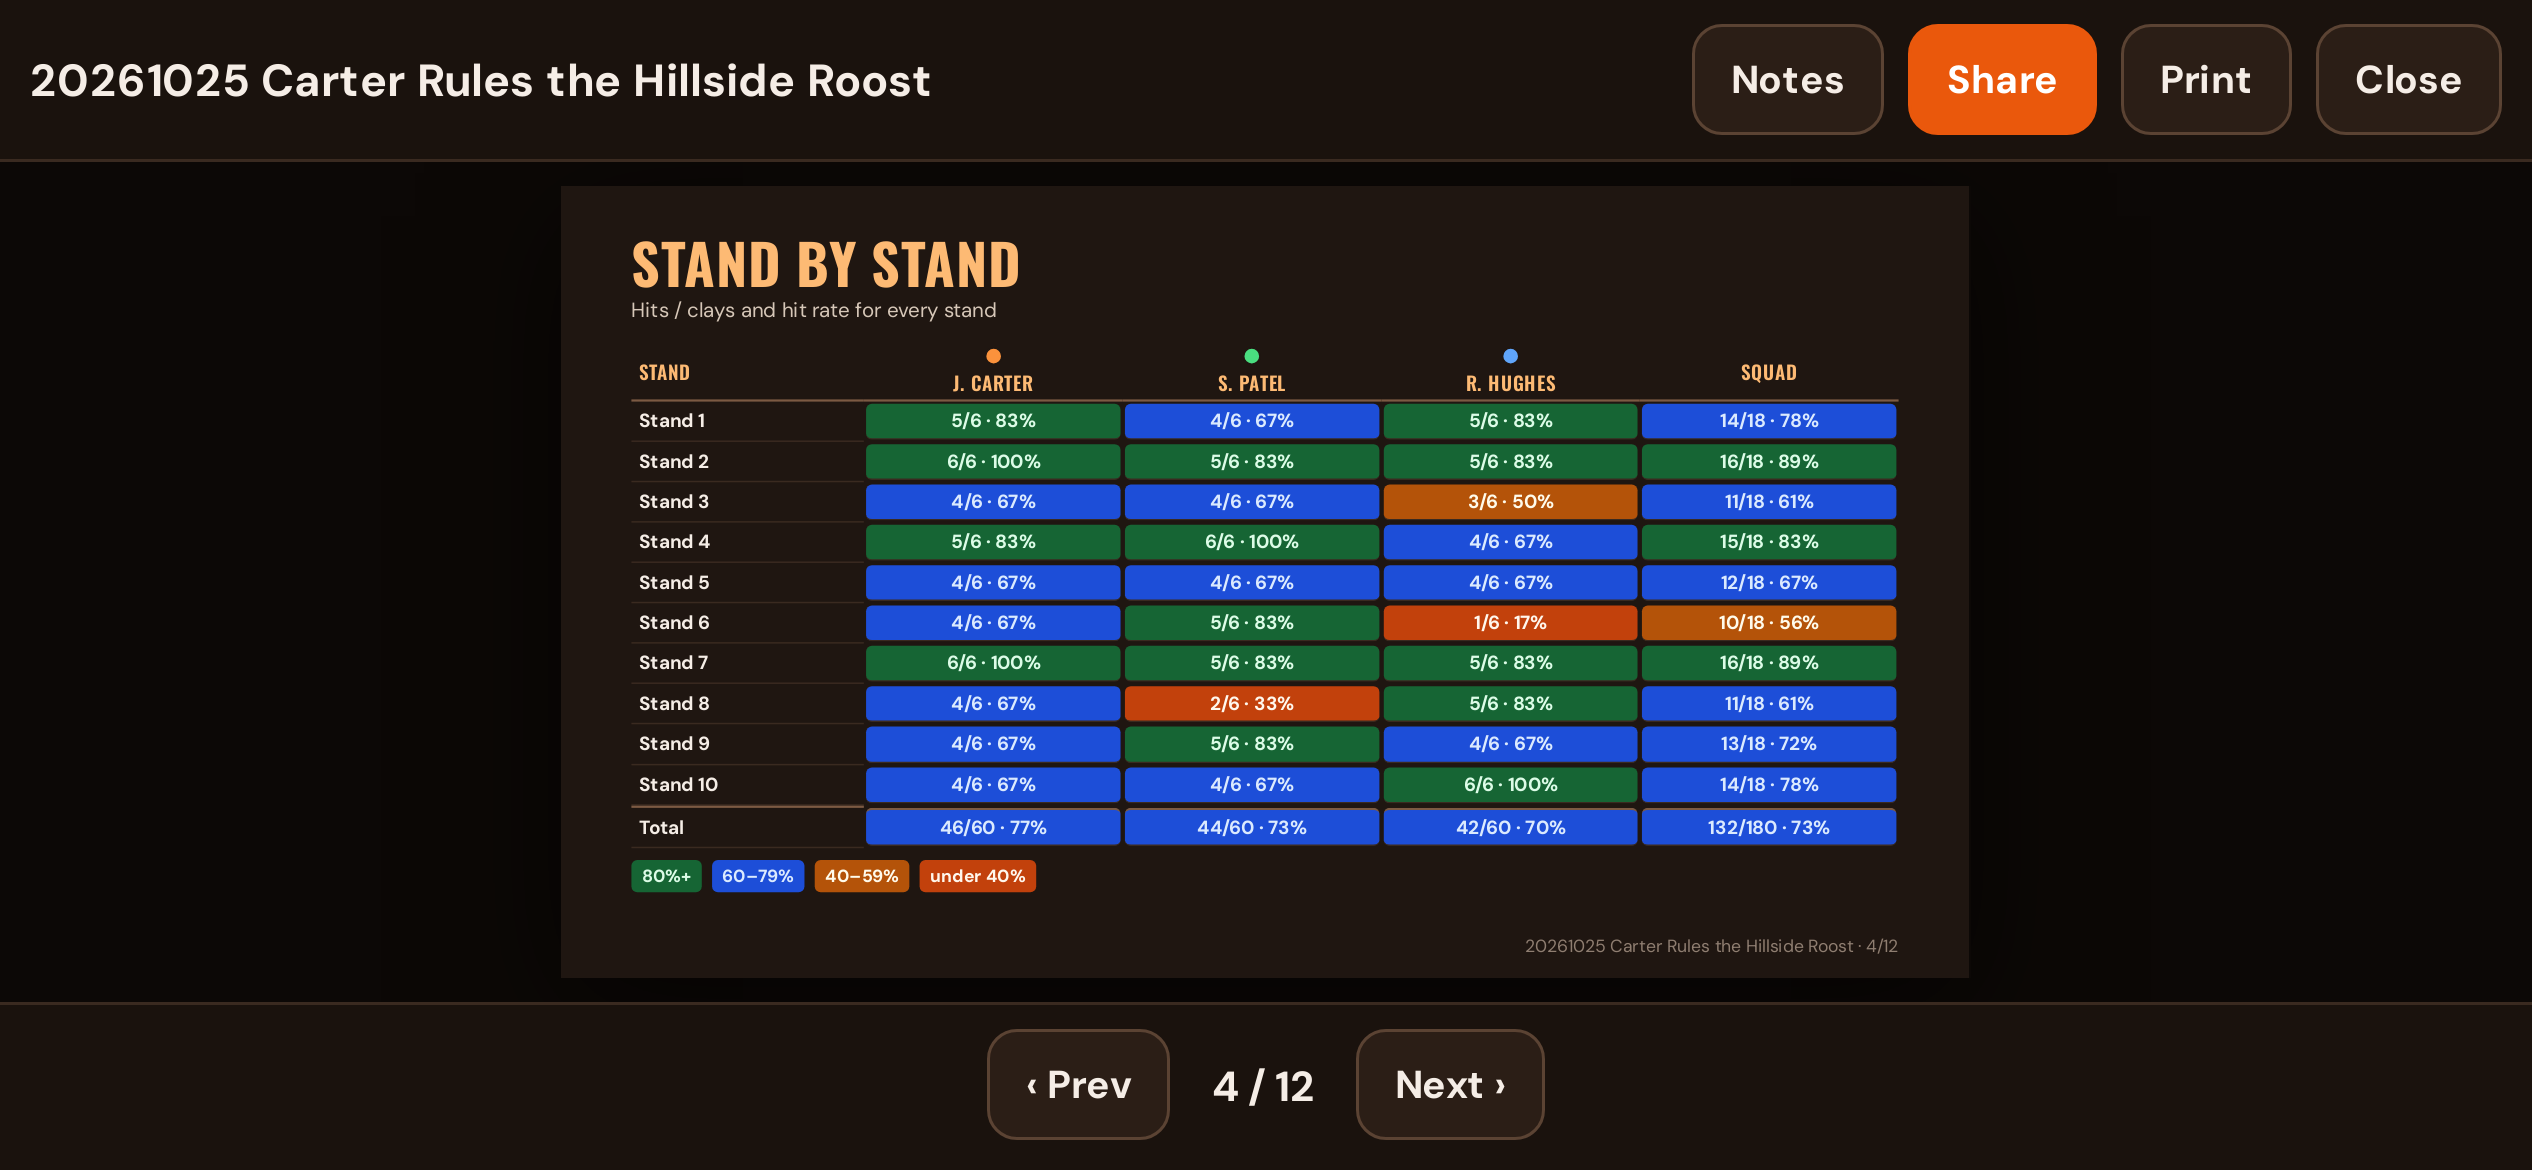 20261025 Carter Rules the Hillside Roost
Notes
Share
Print
Close
STAND BY STAND
Hits / clays and hit rate for every stand
STAND J. CARTER S. PATEL R. HUGHES SQUAD
Stand 1 5/6 · 83% 4/6 · 67% 5/6 · 83% 14/18 · 78%
Stand 2 6/6 · 100% 5/6 · 83% 5/6 · 83% 16/18 · 89%
Stand 3 4/6 · 67% 4/6 · 67% 3/6 · 50% 11/18 · 61%
Stand 4 5/6 · 83% 6/6 · 100% 4/6 · 67% 15/18 · 83%
Stand 5 4/6 · 67% 4/6 · 67% 4/6 · 67% 12/18 · 67%
Stand 6 4/6 · 67% 5/6 · 83% 1/6 · 17% 10/18 · 56%
Stand 7 6/6 · 100% 5/6 · 83% 5/6 · 83% 16/18 · 89%
Stand 8 4/6 · 67% 2/6 · 33% 5/6 · 83% 11/18 · 61%
Stand 9 4/6 · 67% 5/6 · 83% 4/6 · 67% 13/18 · 72%
Stand 10 4/6 · 67% 4/6 · 67% 6/6 · 100% 14/18 · 78%
Total 46/60 · 77% 44/60 · 73% 42/60 · 70% 132/180 · 73%
80%+ 60–79% 40–59% under 40%
20261025 Carter Rules the Hillside Roost · 4/12
‹ Prev
4 / 12
Next ›